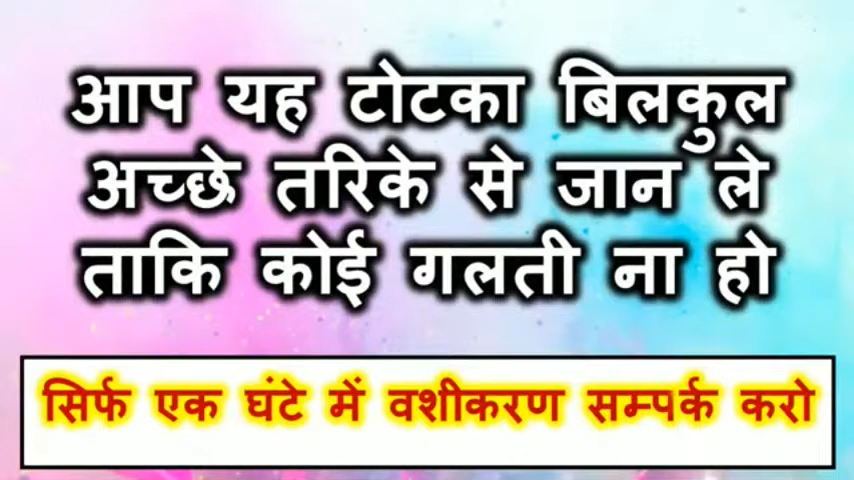 आप यह टोटका बिलकुल
अच्छे तरिके से जान ले
ताकि कोई गलती ना हो
सिर्फ एक घंटे में वशीकरण सम्पर्क करो